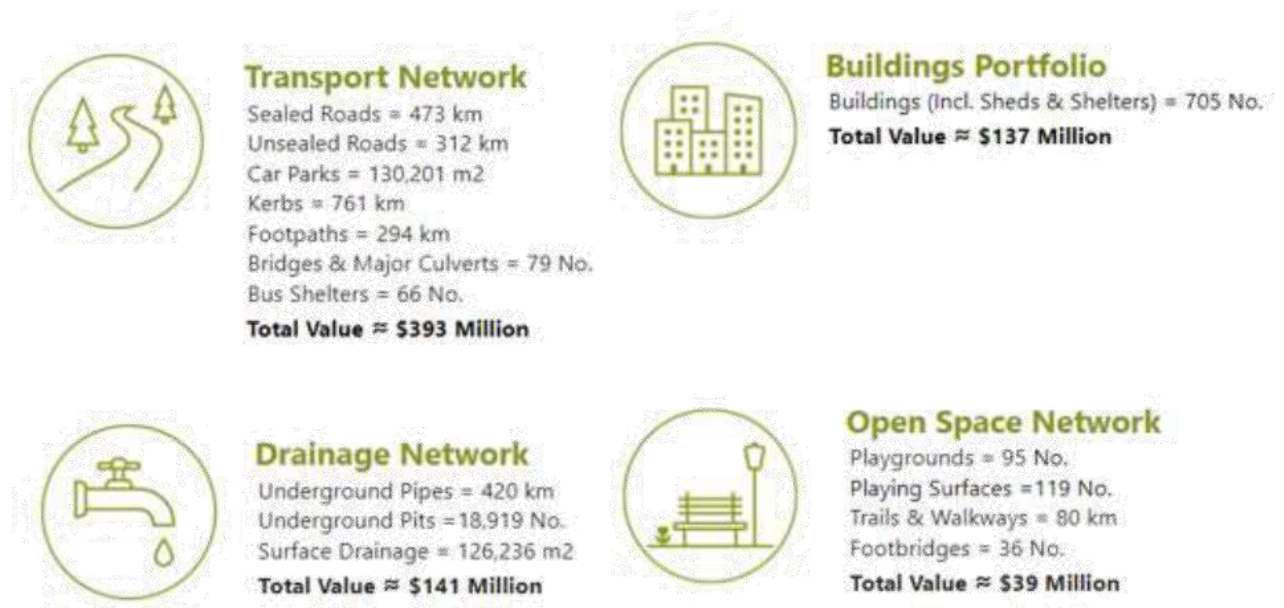 Transport Network
Sealed Roads = 473 km
Unsealed Roads = 312 km
Car Parks = 130,201 m2
Kerbs = 761 km
Footpaths = 294 km
Bridges & Major Culverts = 79 No.
Bus Shelters = 66 No.
Total Value ≈ $393 Million
Buildings Portfolio
Buildings (Incl. Sheds & Shelters) = 705 No.
Total Value ≈ $137 Million
Drainage Network
Underground Pipes = 420 km
Underground Pits =18,919 No.
Surface Drainage = 126,236 m2
Total Value ≈ $141 Million
Open Space Network
Playgrounds = 95 No.
Playing Surfaces =119 No.
Trails & Walkways = 80 km
Footbridges = 36 No.
Total Value ≈ $39 Million